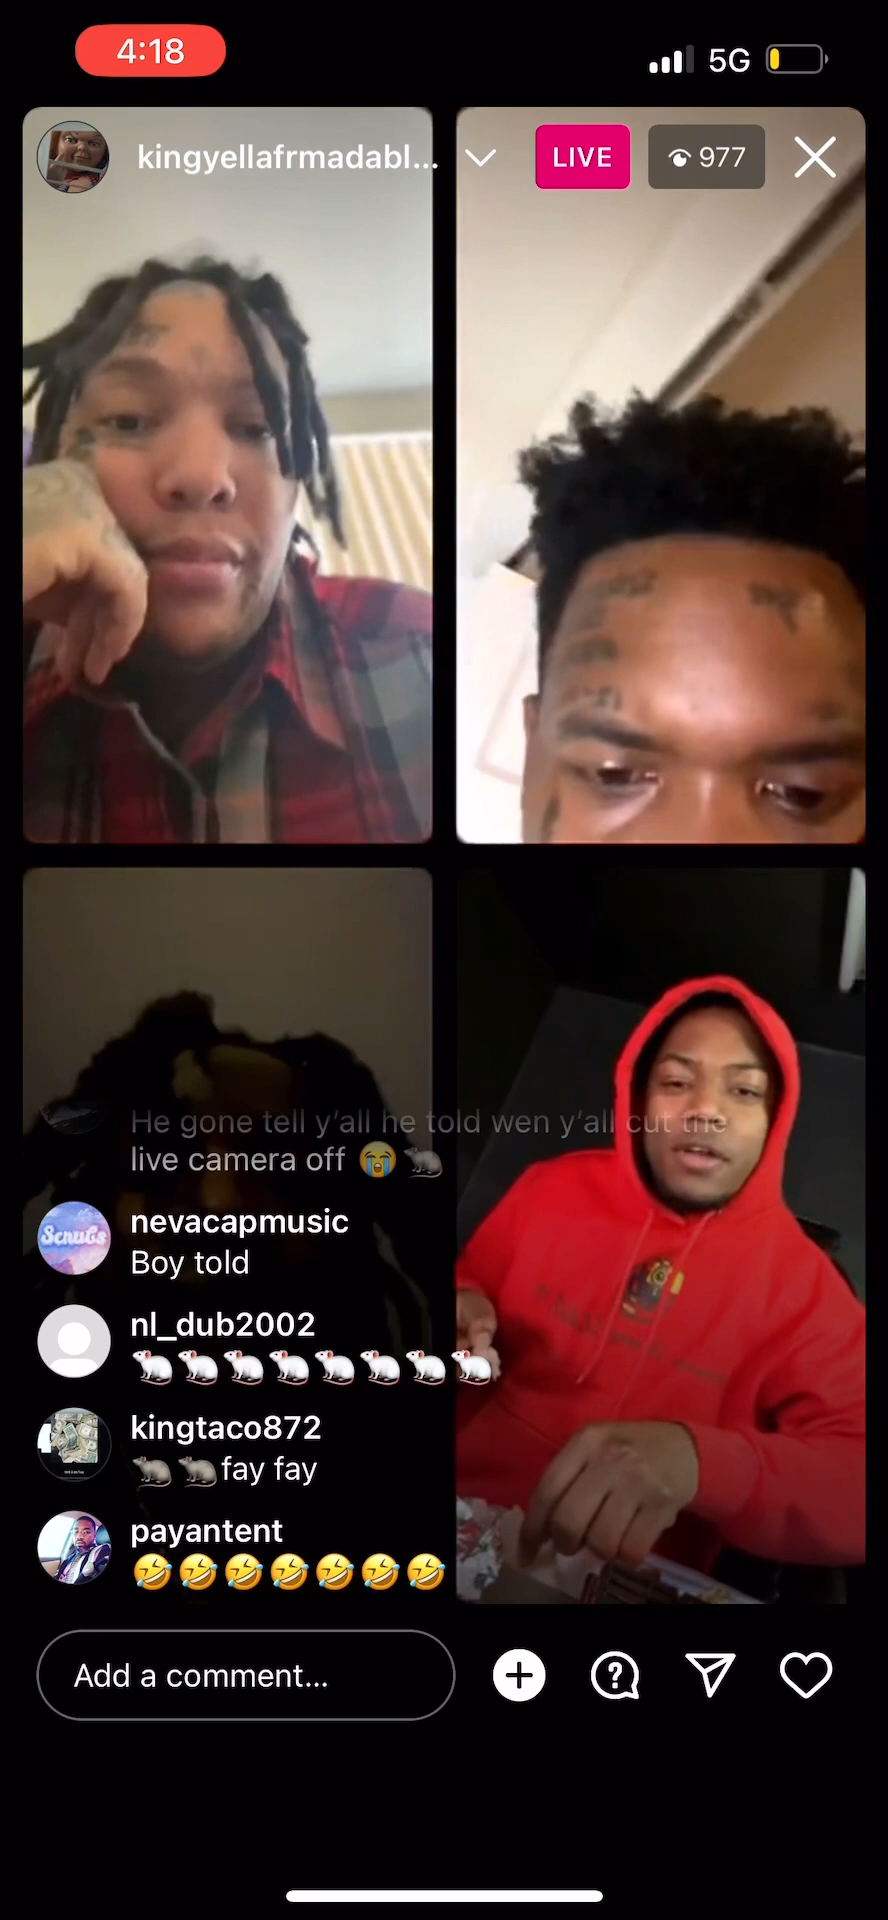 4:18
5G
kingyellafrmadabl...
LIVE
977
He gone tell y'all he told wen y'all cut the
live camera off 😭🐀
Scrubs
nevacapmusic
Boy told
nl_dub2002
🐁🐁🐁🐁🐁🐁🐁🐁
kingtaco872
🐀🐀fay fay
payantent
🤣🤣🤣🤣🤣🤣🤣
Add a comment...